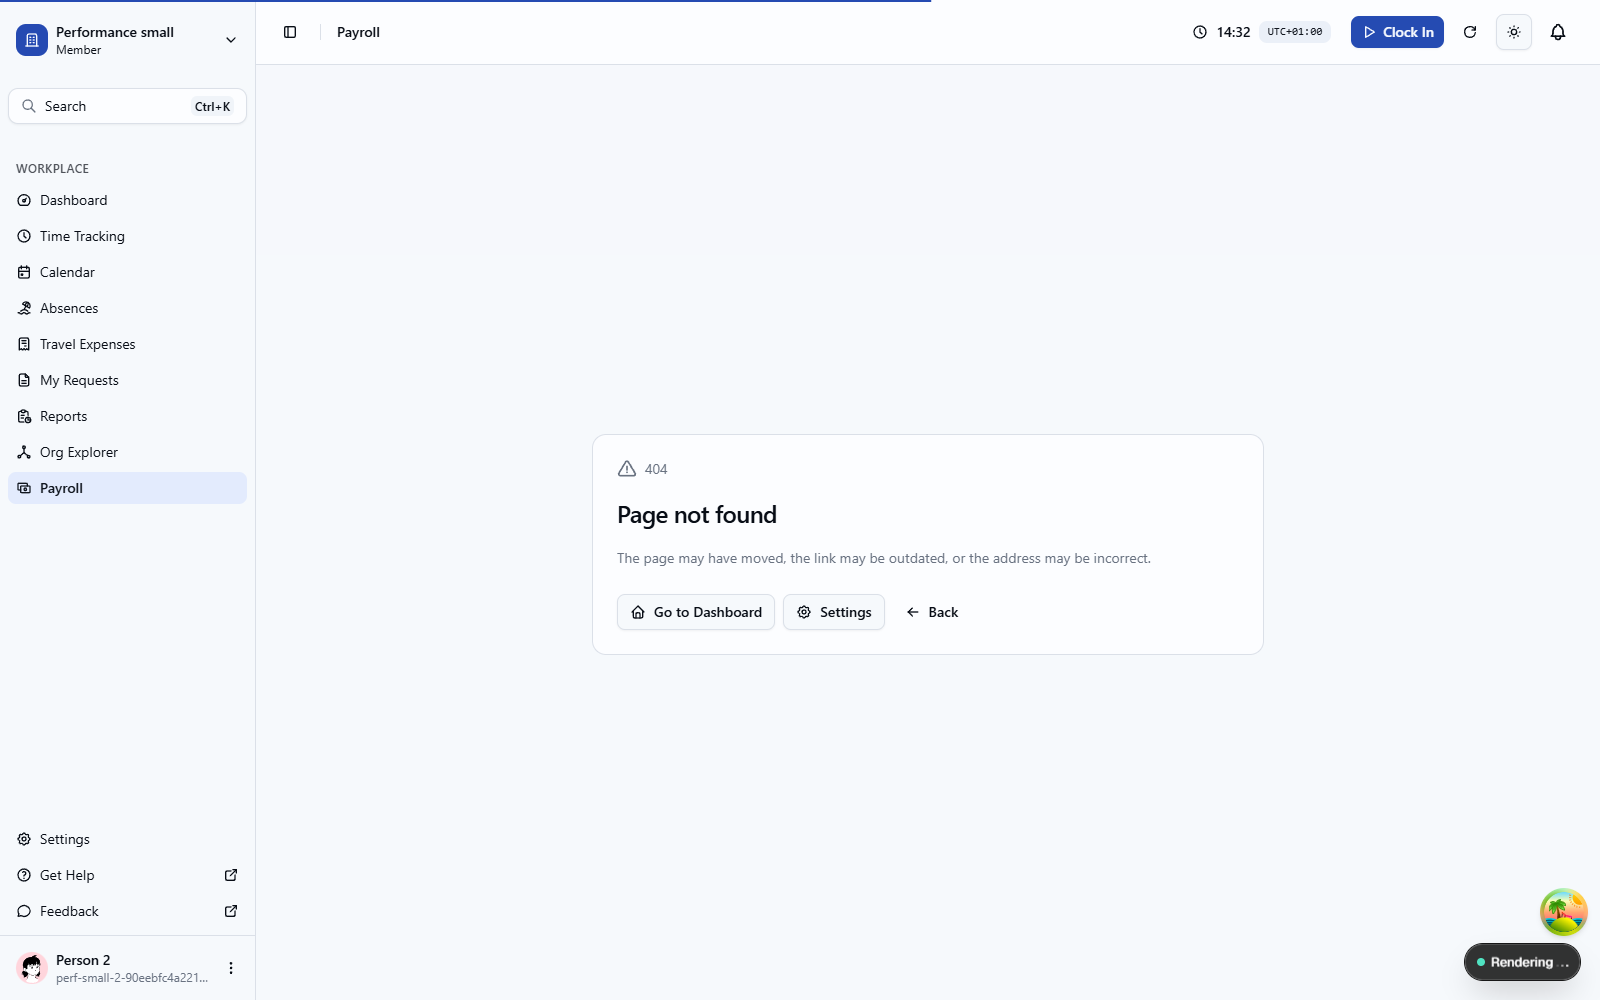 Performance small
Member
Search
Ctrl+K
WORKPLACE
Dashboard
Time Tracking
Calendar
Absences
Travel Expenses
My Requests
Reports
Org Explorer
Payroll
Settings
Get Help
Feedback
Person 2
perf-small-2-90eebfc4a221...
Payroll
14:32
UTC+01:00
Clock In
404
Page not found
The page may have moved, the link may be outdated, or the address may be incorrect.
Go to Dashboard
Settings
Back
Rendering ...